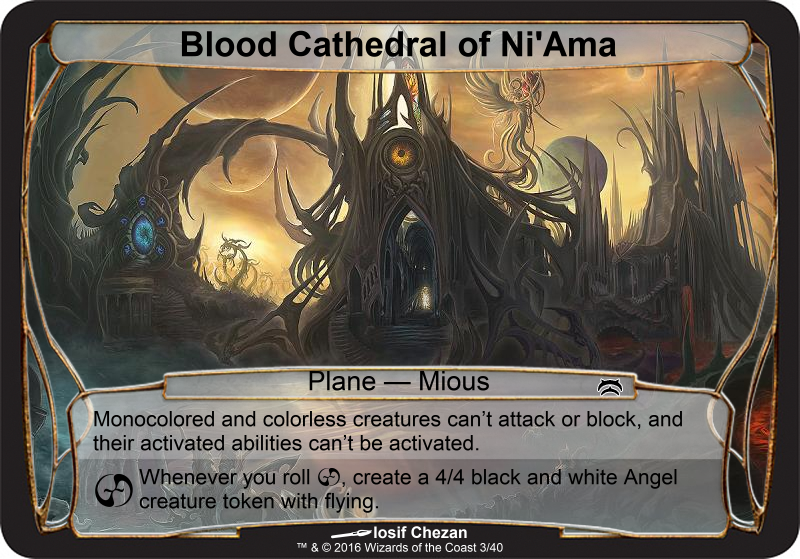 Blood Cathedral of Ni'Ama
Plane — Mious
Monocolored and colorless creatures can't attack or block, and
their activated abilities can't be activated.
Whenever you roll , create a 4/4 black and white Angel
creature token with flying.
Iosif Chezan
™ & © 2016 Wizards of the Coast 3/40